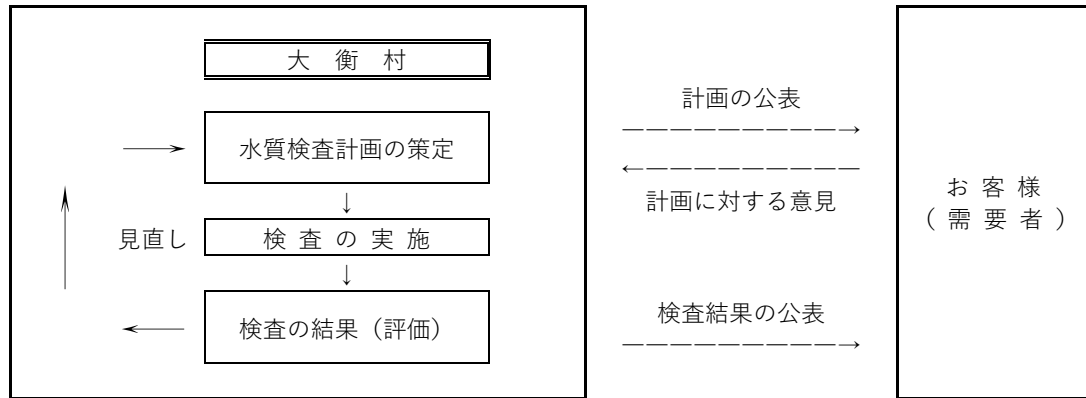 大 衡 村
計画の公表
水質検査計画の策定
―――――――――→
←―――――――――
↓
計画に対する意見
お 客 様
( 需 要 者 )
見直し
検 査 の 実 施
↓
検査結果の公表
検査の結果（評価）
―――――――――→